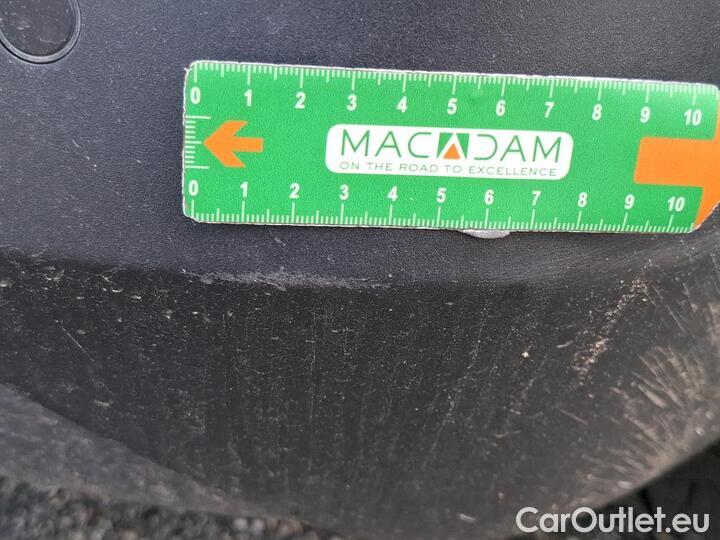 0 1 2 3 4 5 6 7 8 9 10
MACADAM
ON THE ROAD TO EXCELLENCE
0 1 2 3 4 5 6 7 8 9 10
CarOutlet.eu